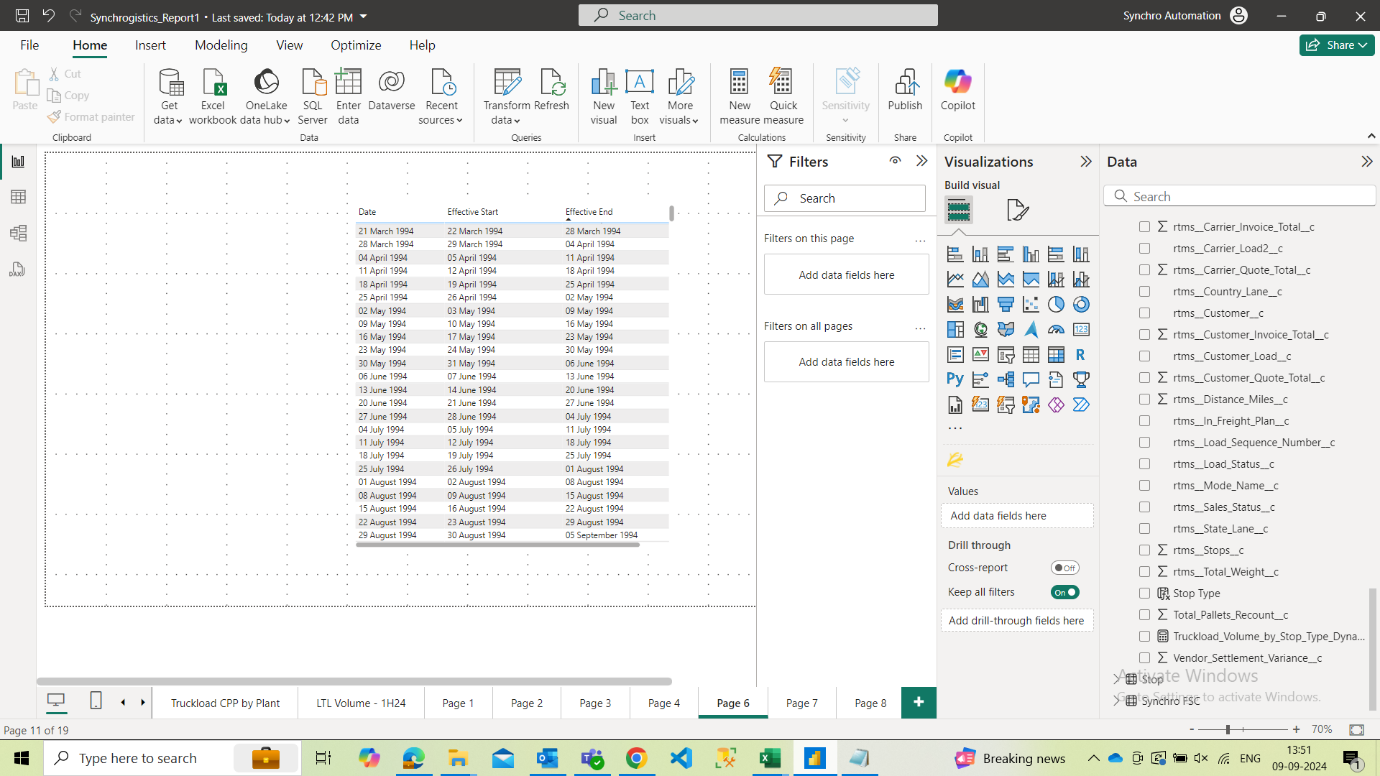 Synchrogistics_Report1 • Last saved: Today at 12:42 PM
Search
Synchro Automation
File Home Insert Modeling View Optimize Help
Share
Paste
Cut
Copy
Format painter
Clipboard
Get data
Excel workbook
OneLake data hub
SQL Server
Enter data
Dataverse
Recent sources
Data
Transform data
Refresh
Queries
New visual
Text box
More visuals
Insert
New measure
Quick measure
Calculations
Sensitivity
Sensitivity
Publish
Share
Copilot
Copilot
Date Effective Start Effective End
21 March 1994 22 March 1994 28 March 1994
28 March 1994 29 March 1994 04 April 1994
04 April 1994 05 April 1994 11 April 1994
11 April 1994 12 April 1994 18 April 1994
18 April 1994 19 April 1994 25 April 1994
25 April 1994 26 April 1994 02 May 1994
02 May 1994 03 May 1994 09 May 1994
09 May 1994 10 May 1994 16 May 1994
16 May 1994 17 May 1994 23 May 1994
23 May 1994 24 May 1994 30 May 1994
30 May 1994 31 May 1994 06 June 1994
06 June 1994 07 June 1994 13 June 1994
13 June 1994 14 June 1994 20 June 1994
20 June 1994 21 June 1994 27 June 1994
27 June 1994 28 June 1994 04 July 1994
04 July 1994 05 July 1994 11 July 1994
11 July 1994 12 July 1994 18 July 1994
18 July 1994 19 July 1994 25 July 1994
25 July 1994 26 July 1994 01 August 1994
01 August 1994 02 August 1994 08 August 1994
08 August 1994 09 August 1994 15 August 1994
15 August 1994 16 August 1994 22 August 1994
22 August 1994 23 August 1994 29 August 1994
29 August 1994 30 August 1994 05 September 1994
Filters
Search
Filters on this page ...
Add data fields here
Filters on all pages ...
Add data fields here
Visualizations
Build visual
R
Py
123
...
Values
Add data fields here
Drill through
Cross-report Off
Keep all filters On
Add drill-through fields here
Data
Search
rtms__Carrier_Invoice_Total__c
rtms__Carrier_Load2__c
rtms__Carrier_Quote_Total__c
rtms__Country_Lane__c
rtms__Customer__c
rtms__Customer_Invoice_Total__c
rtms__Customer_Load__c
rtms__Customer_Quote_Total__c
rtms__Distance_Miles__c
rtms__In_Freight_Plan__c
rtms__Load_Sequence_Number__c
rtms__Load_Status__c
rtms__Mode_Name__c
rtms__Sales_Status__c
rtms__State_Lane__c
rtms__Stops__c
rtms__Total_Weight__c
Stop Type
Total_Pallets_Recount__c
Truckload_Volume_by_Stop_Type_Dyna...
Vendor_Settlement_Variance__c
Stop
Synchro FSC
Activate Windows
Go to Settings to activate Windows.
Truckload CPP by Plant LTL Volume - 1H24 Page 1 Page 2 Page 3 Page 4 Page 6 Page 7 Page 8 +
Page 11 of 19
- + 70%
Type here to search
Breaking news
ENG
13:51
09-09-2024
1